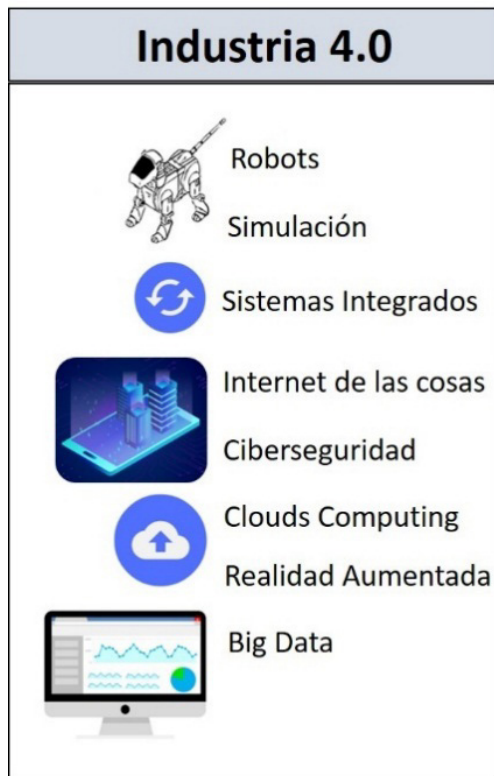 Industria 4.0
Robots
Simulación
Sistemas Integrados
Internet de las cosas
Ciberseguridad
Clouds Computing
Realidad Aumentada
Big Data